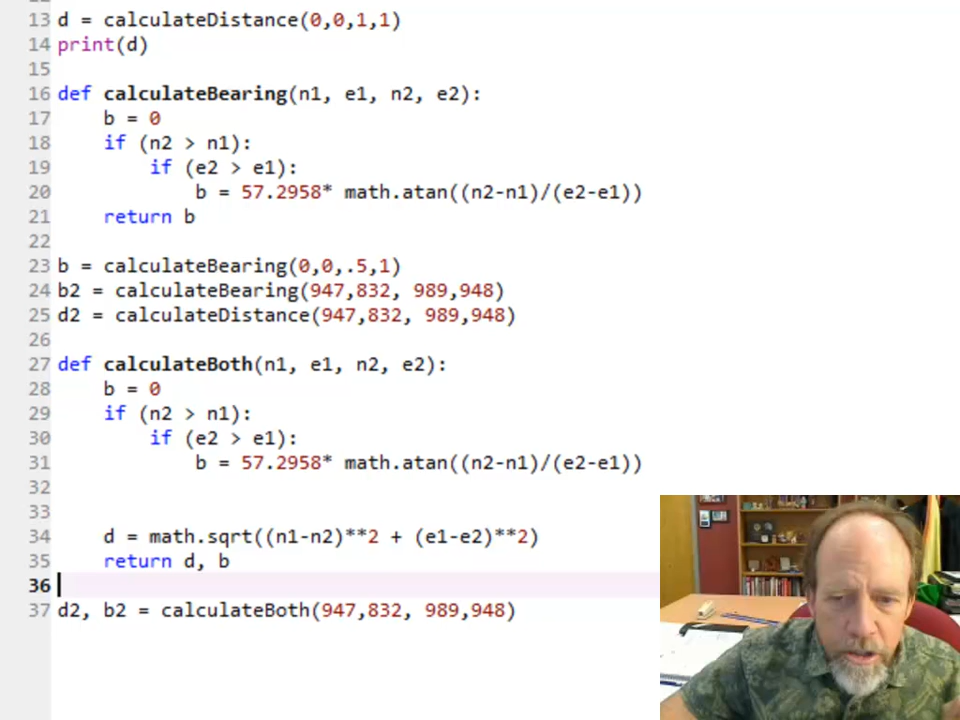 13 d = calculateDistance(0,0,1,1)
14 print(d)
15
16 def calculateBearing(n1, e1, n2, e2):
17     b = 0
18     if (n2 > n1):
19         if (e2 > e1):
20             b = 57.2958* math.atan((n2-n1)/(e2-e1))
21     return b
22
23 b = calculateBearing(0,0,.5,1)
24 b2 = calculateBearing(947,832, 989,948)
25 d2 = calculateDistance(947,832, 989,948)
26
27 def calculateBoth(n1, e1, n2, e2):
28     b = 0
29     if (n2 > n1):
30         if (e2 > e1):
31             b = 57.2958* math.atan((n2-n1)/(e2-e1))
32
33
34     d = math.sqrt((n1-n2)**2 + (e1-e2)**2)
35     return d, b
36
37 d2, b2 = calculateBoth(947,832, 989,948)